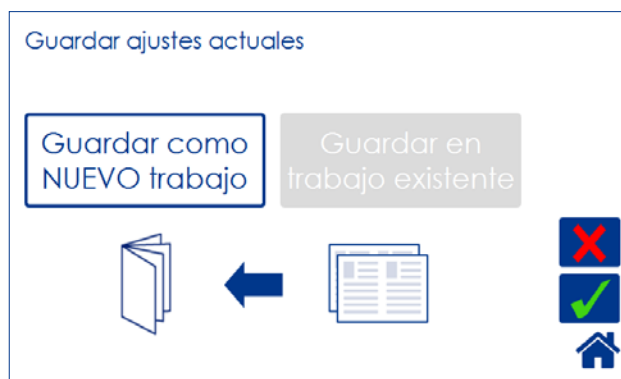 Guardar ajustes actuales
Guardar como
NUEVO trabajo
Guardar en
trabajo existente